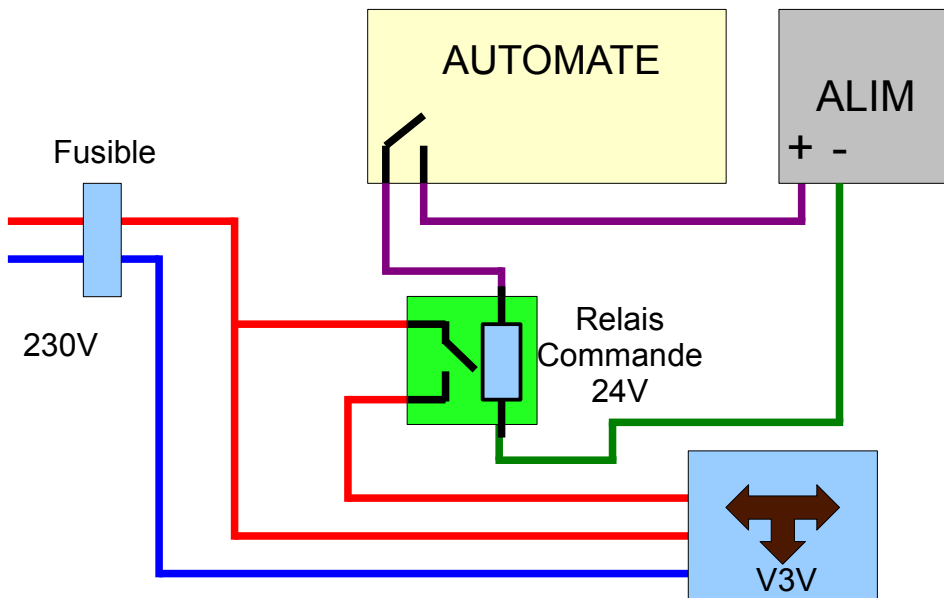 AUTOMATE
ALIM
+ -
Fusible
230V
Relais
Commande
24V
V3V